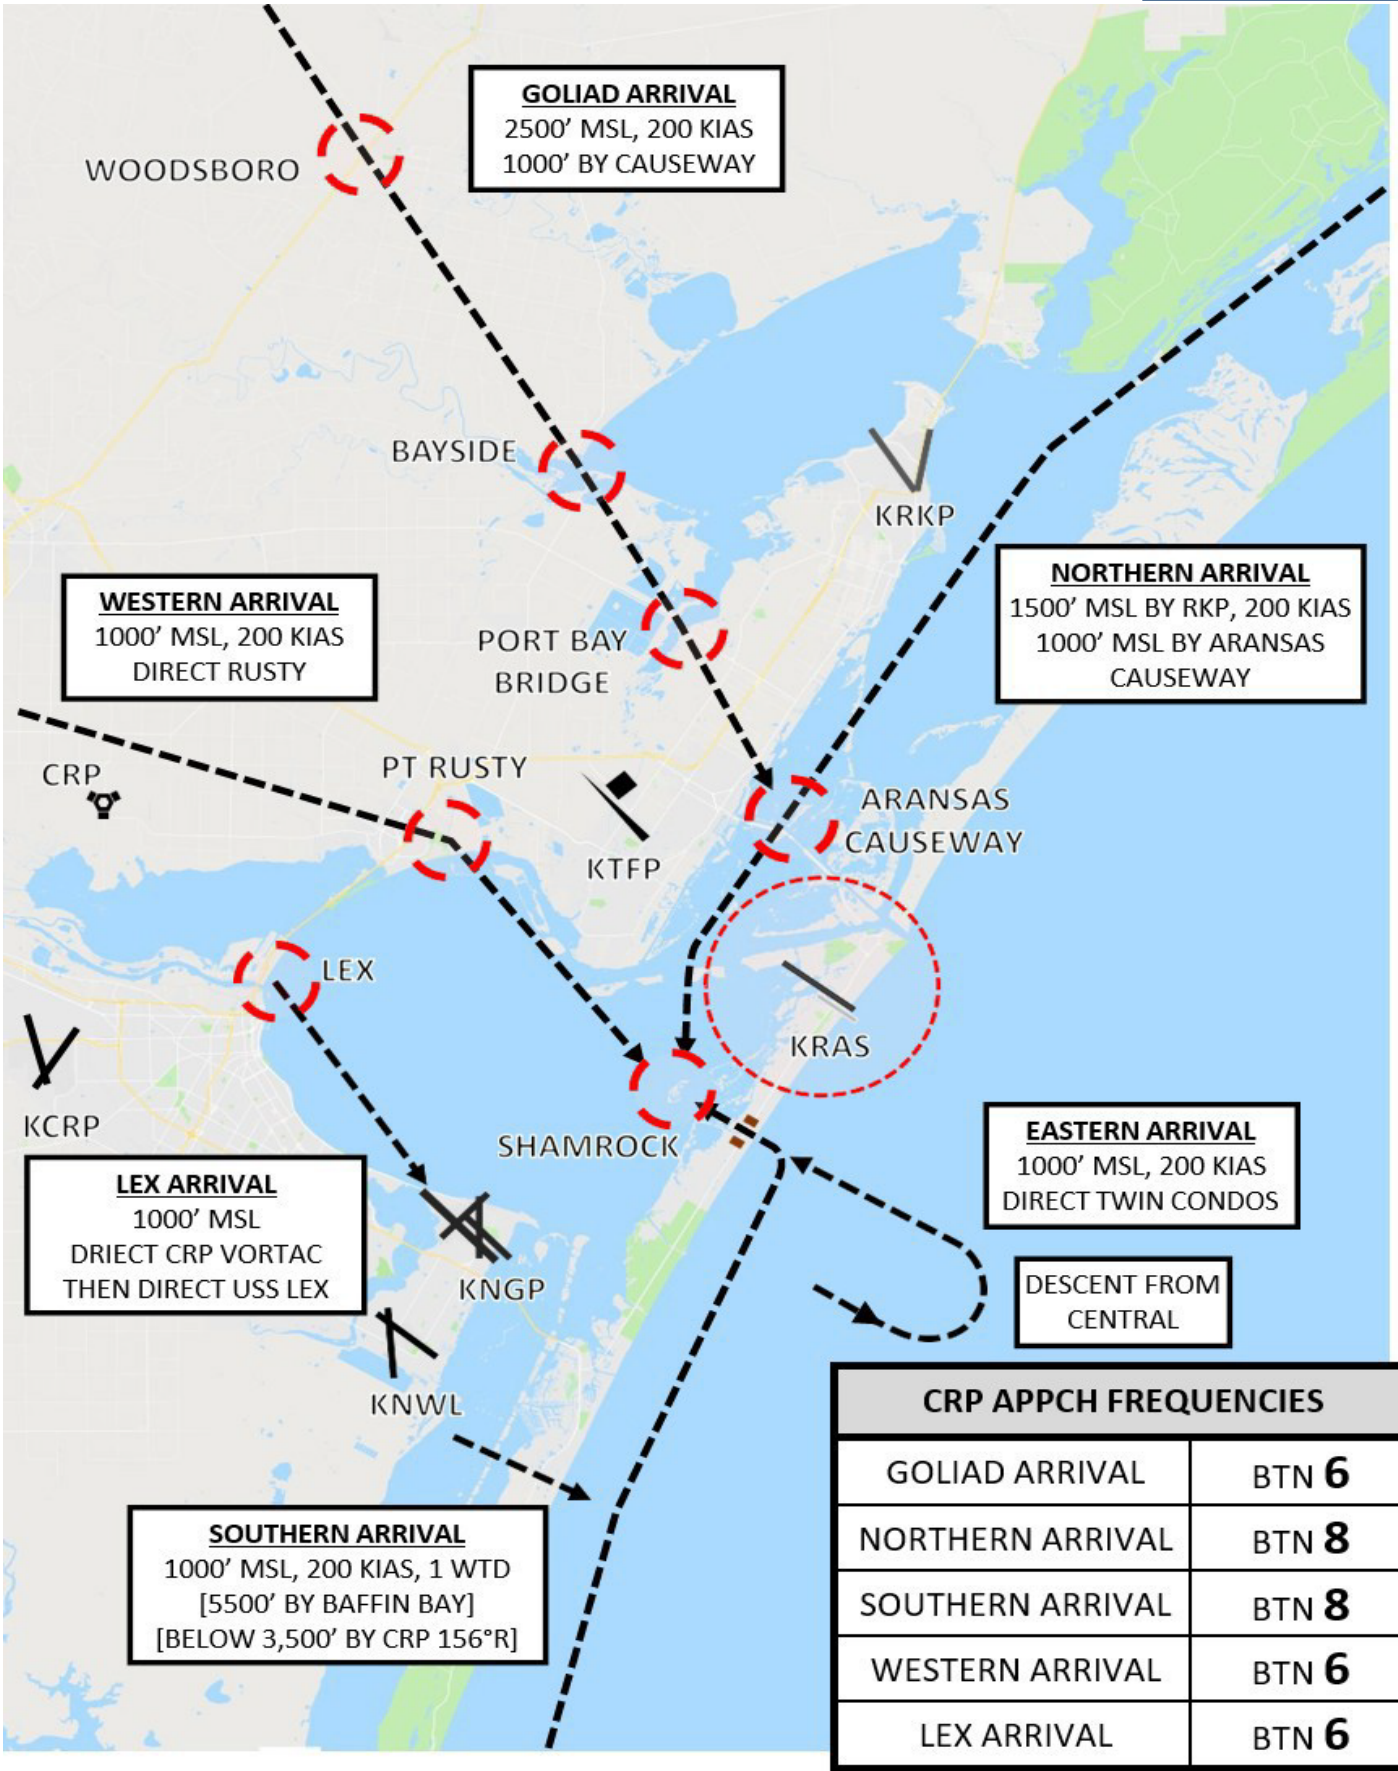 GOLIAD ARRIVAL
2500’ MSL, 200 KIAS
1000’ BY CAUSEWAY
WOODSBORO
BAYSIDE
KRKP
NORTHERN ARRIVAL
1500’ MSL BY RKP, 200 KIAS
1000’ MSL BY ARANSAS
CAUSEWAY
WESTERN ARRIVAL
1000’ MSL, 200 KIAS
DIRECT RUSTY
PORT BAY
BRIDGE
CRP
PT RUSTY
KTFP
ARANSAS
CAUSEWAY
LEX
KRAS
KCRP
SHAMROCK
EASTERN ARRIVAL
1000’ MSL, 200 KIAS
DIRECT TWIN CONDOS
LEX ARRIVAL
1000’ MSL
DRIECT CRP VORTAC
THEN DIRECT USS LEX
KNGP
DESCENT FROM
CENTRAL
KNWL
SOUTHERN ARRIVAL
1000’ MSL, 200 KIAS, 1 WTD
[5500’ BY BAFFIN BAY]
[BELOW 3,500’ BY CRP 156°R]
CRP APPCH FREQUENCIES
GOLIAD ARRIVAL BTN 6
NORTHERN ARRIVAL BTN 8
SOUTHERN ARRIVAL BTN 8
WESTERN ARRIVAL BTN 6
LEX ARRIVAL BTN 6